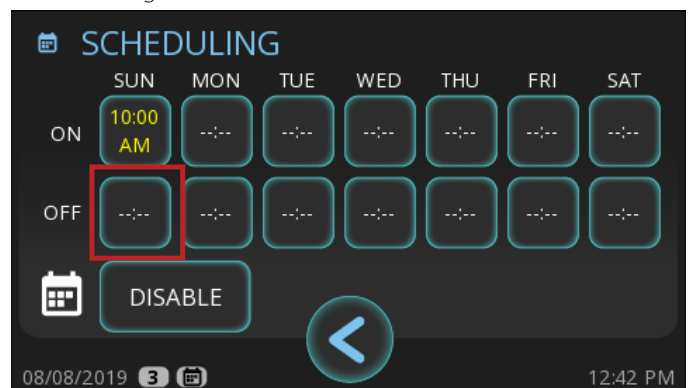 SCHEDULING
SUN MON TUE WED THU FRI SAT
ON 10:00 AM --:-- --:-- --:-- --:-- --:-- --:--
OFF --:-- --:-- --:-- --:-- --:-- --:-- --:--
DISABLE
08/08/2019 3 12:42 PM